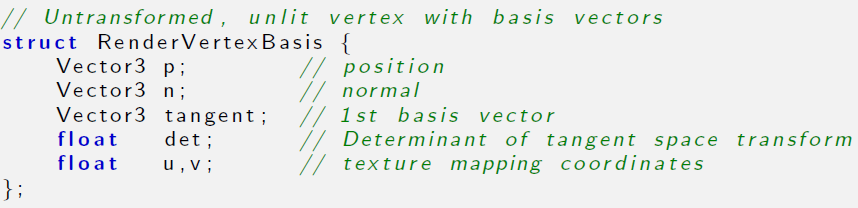 // Untransformed, unlit vertex with basis vectors
struct RenderVertexBasis {
    Vector3 p;        // position
    Vector3 n;        // normal
    Vector3 tangent;  // 1st basis vector
    float   det;      // Determinant of tangent space transform
    float   u,v;      // texture mapping coordinates
};